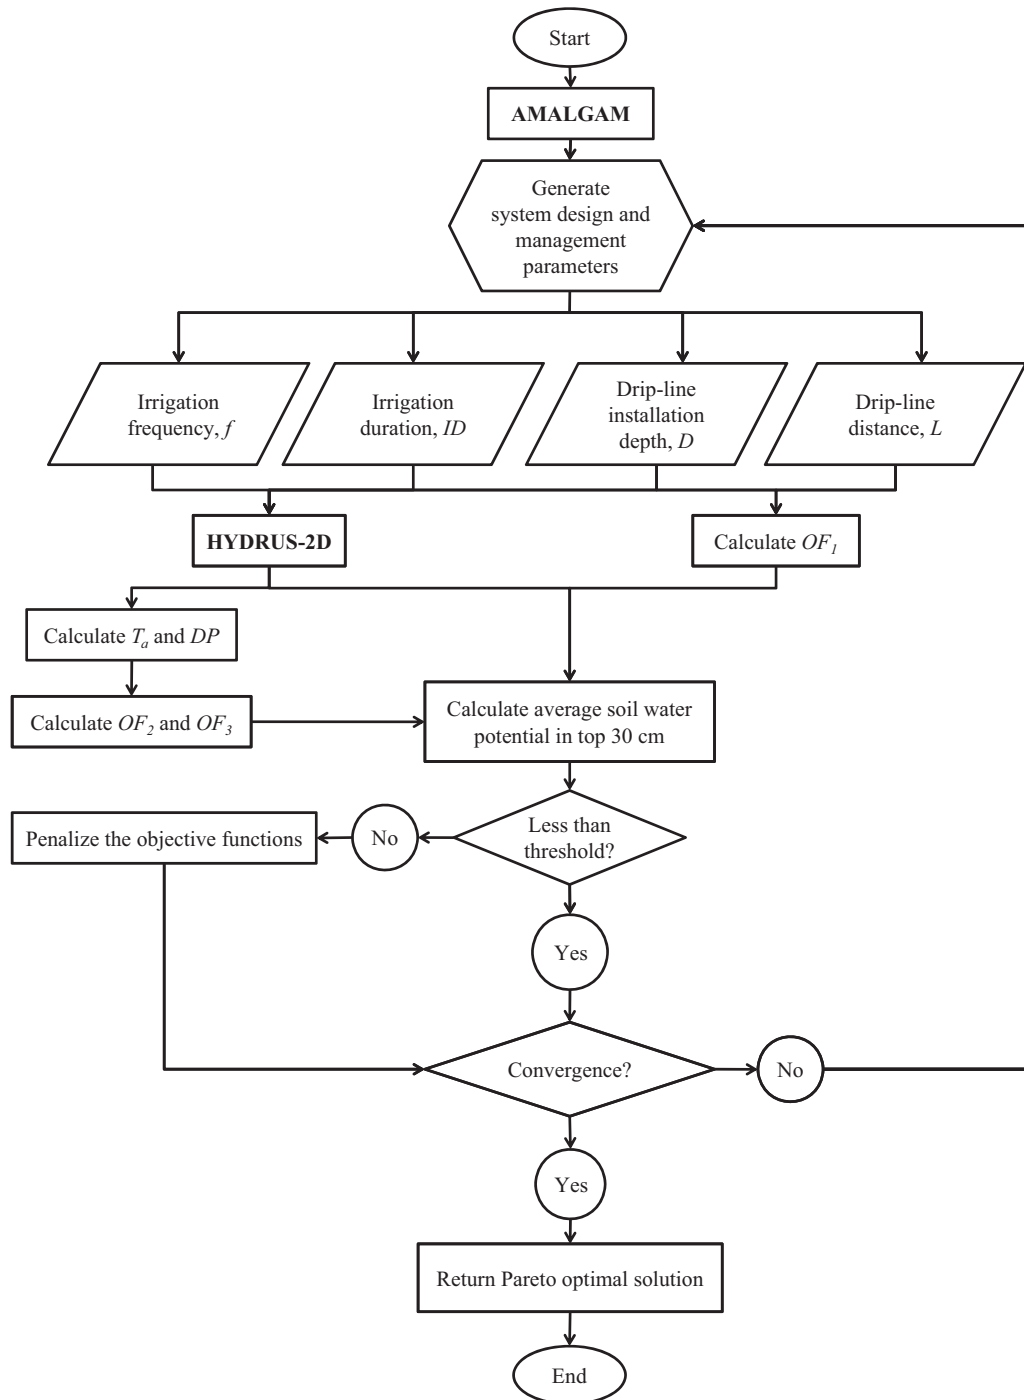 Start
AMALGAM
Generate
system design and
management
parameters
Irrigation
frequency, f
Irrigation
duration, ID
Drip-line
installation
depth, D
Drip-line
distance, L
HYDRUS-2D
Calculate OF₁
Calculate Tₐ and DP
Calculate OF₂ and OF₃
Calculate average soil water
potential in top 30 cm
Less than
threshold?
No
Penalize the objective functions
Yes
Convergence?
No
Yes
Return Pareto optimal solution
End